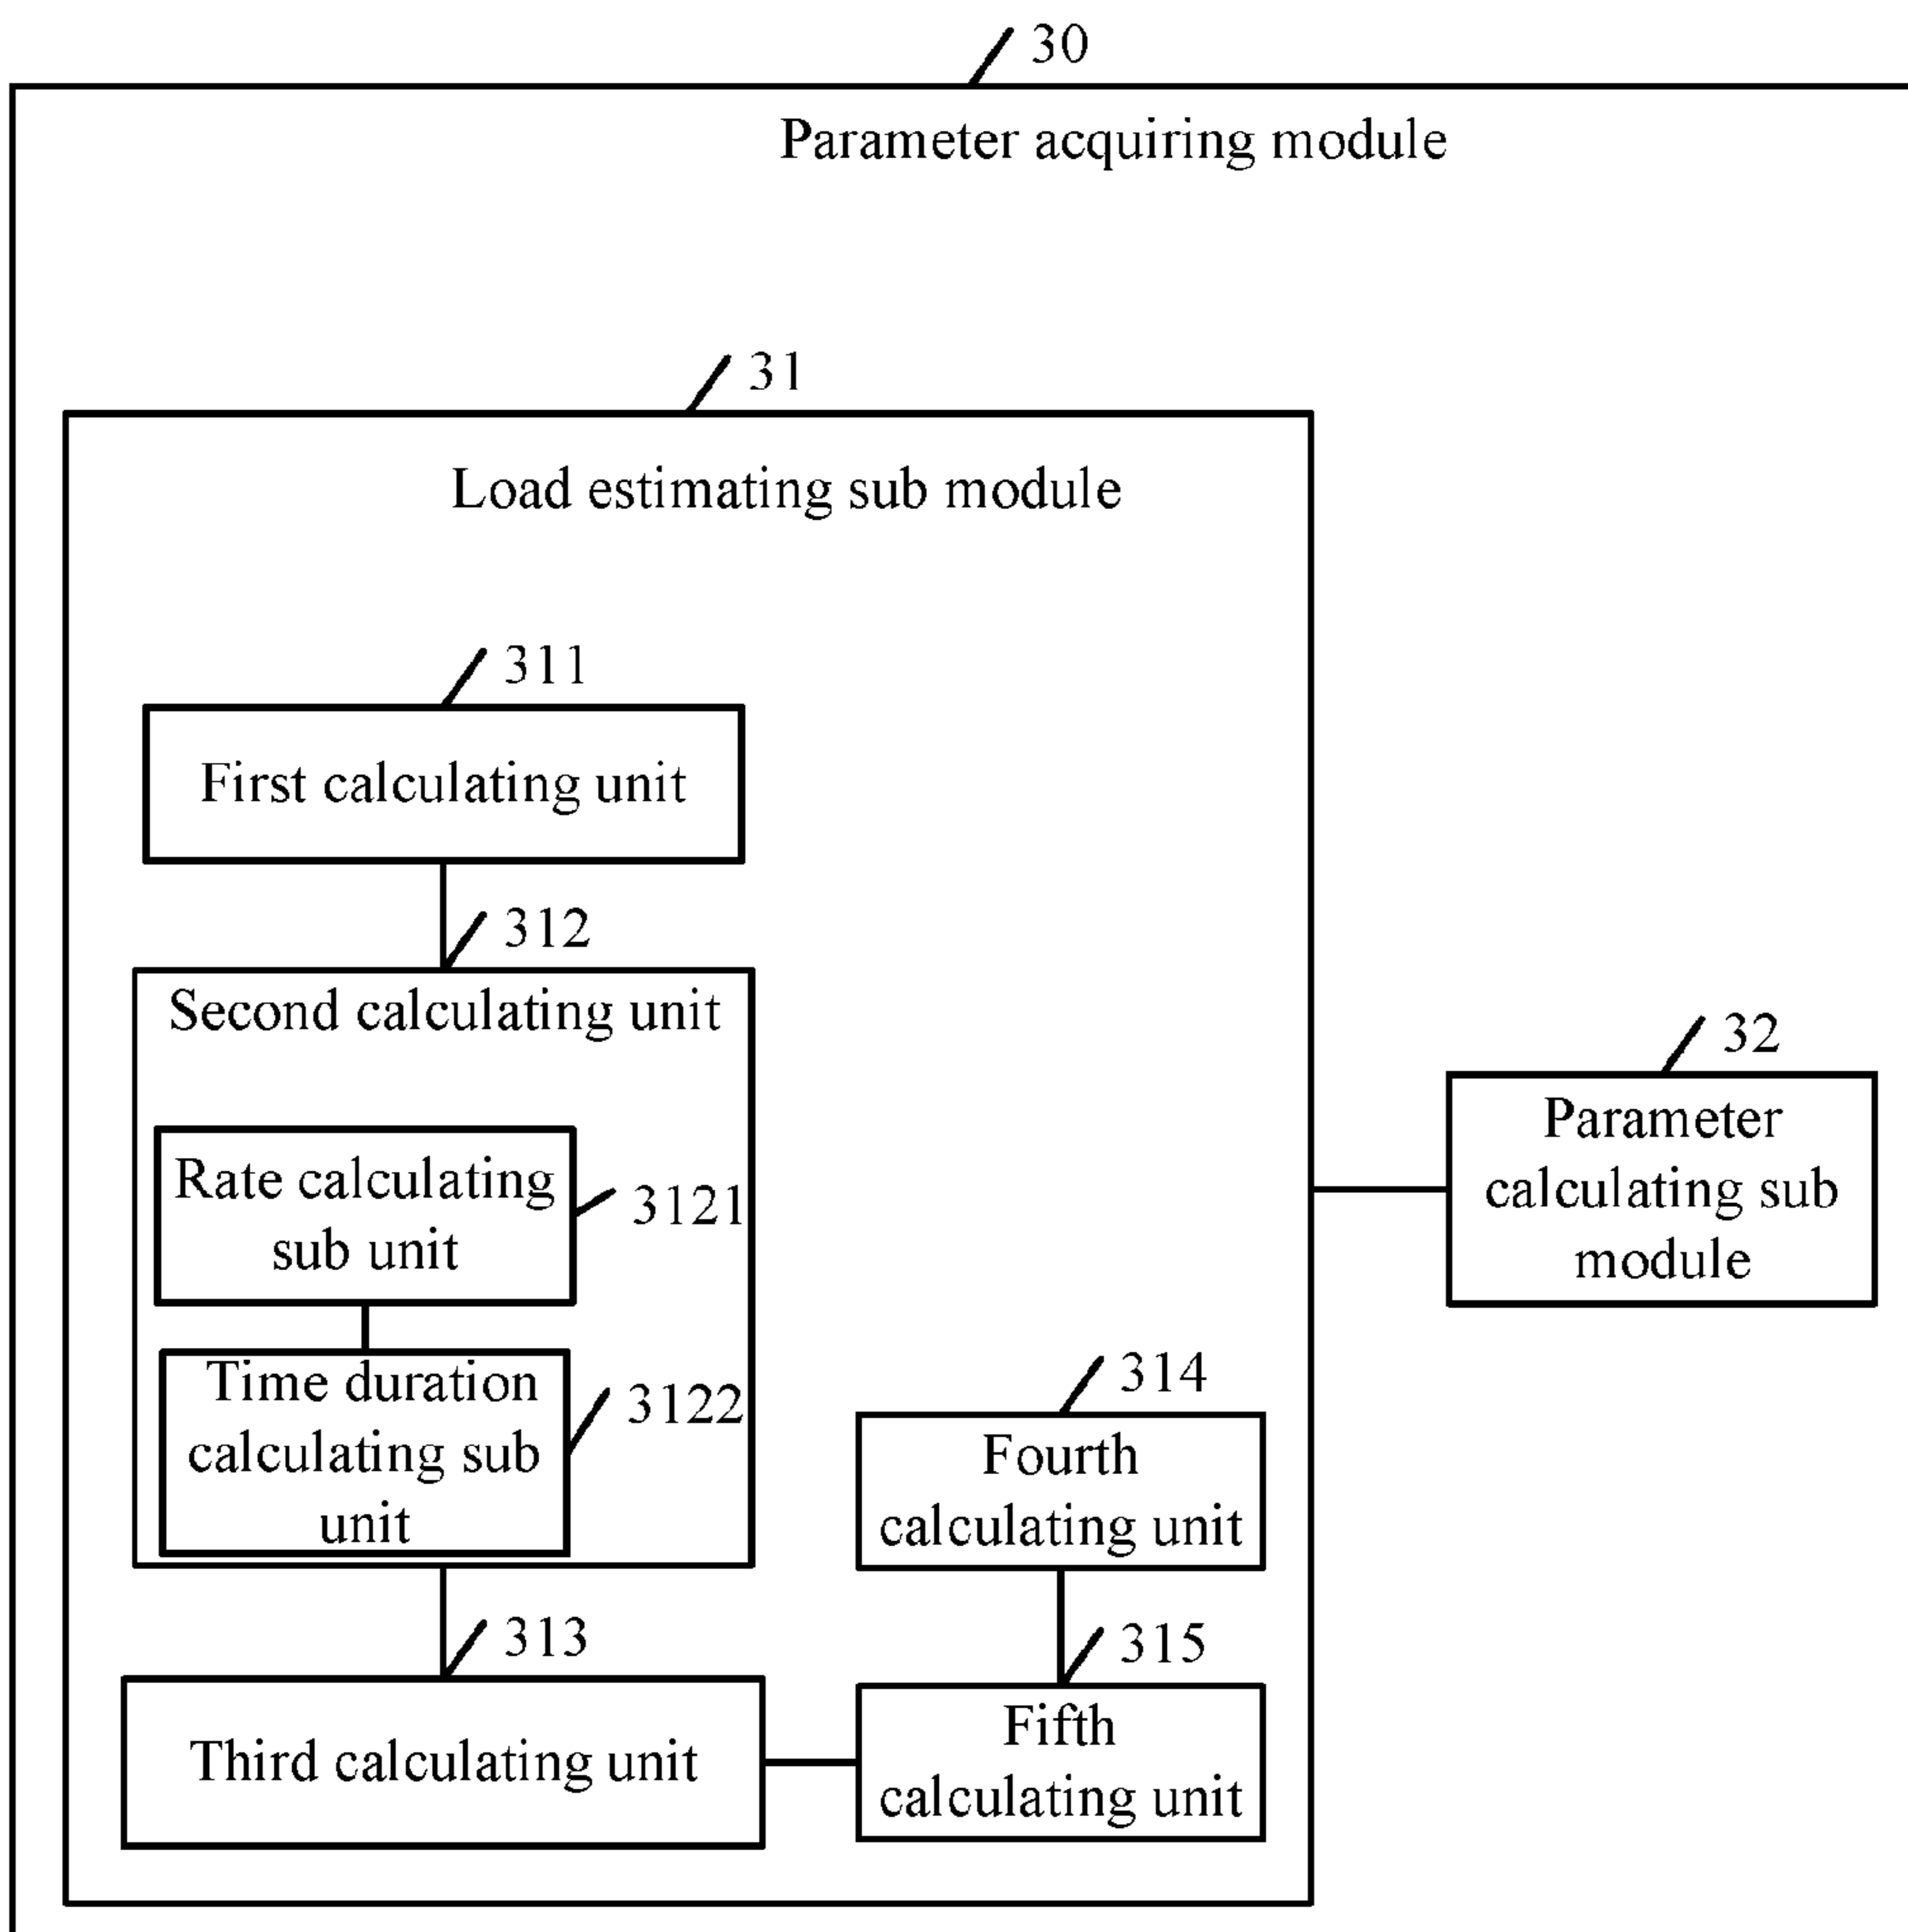 30
Parameter acquiring module
31
Load estimating sub module
311
First calculating unit
312
Second calculating unit
Rate calculating
sub unit
3121
Time duration
calculating sub
unit
3122
313
Third calculating unit
314
Fourth
calculating unit
315
Fifth
calculating unit
32
Parameter
calculating sub
module